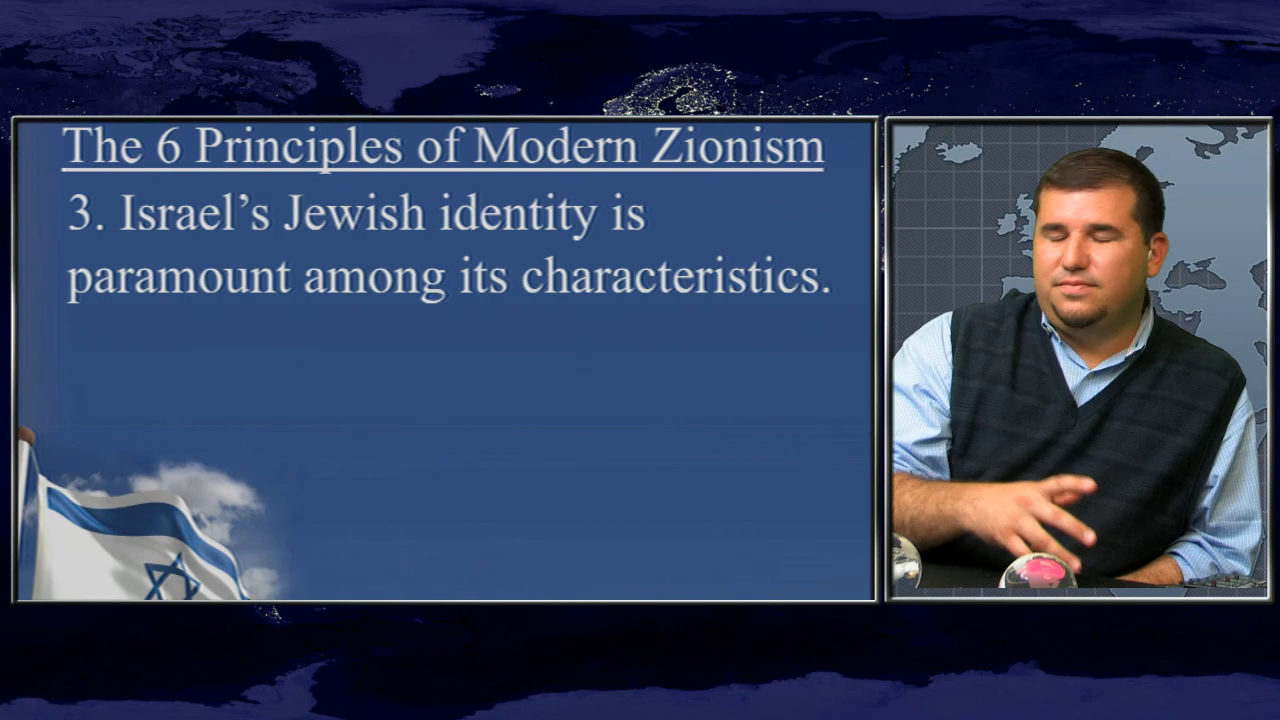 The 6 Principles of Modern Zionism
3. Israel’s Jewish identity is
paramount among its characteristics.